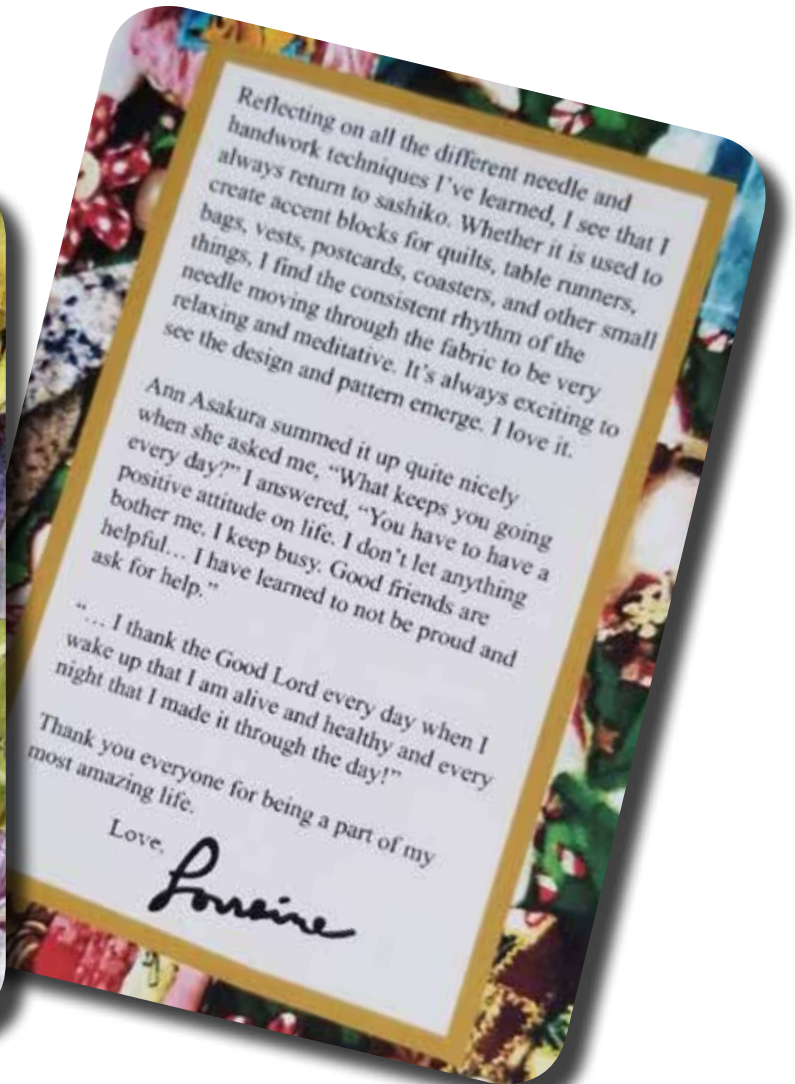 Reflecting on all the different needle and
handwork techniques I've learned, I see that I
always return to sashiko. Whether it is used to
create accent blocks for quilts, table runners,
bags, vests, postcards, coasters, and other small
things, I find the consistent rhythm of the
needle moving through the fabric to be very
relaxing and meditative. It's always exciting to
see the design and pattern emerge. I love it.
Ann Asakura summed it up quite nicely
when she asked me, “What keeps you going
every day?” I answered, “You have to have a
positive attitude on life. I don't let anything
bother me. I keep busy. Good friends are
helpful… I have learned to not be proud and
ask for help.”
“… I thank the Good Lord every day when I
wake up that I am alive and healthy and every
night that I made it through the day!”
Thank you everyone for being a part of my
most amazing life.
Love,
Lorraine